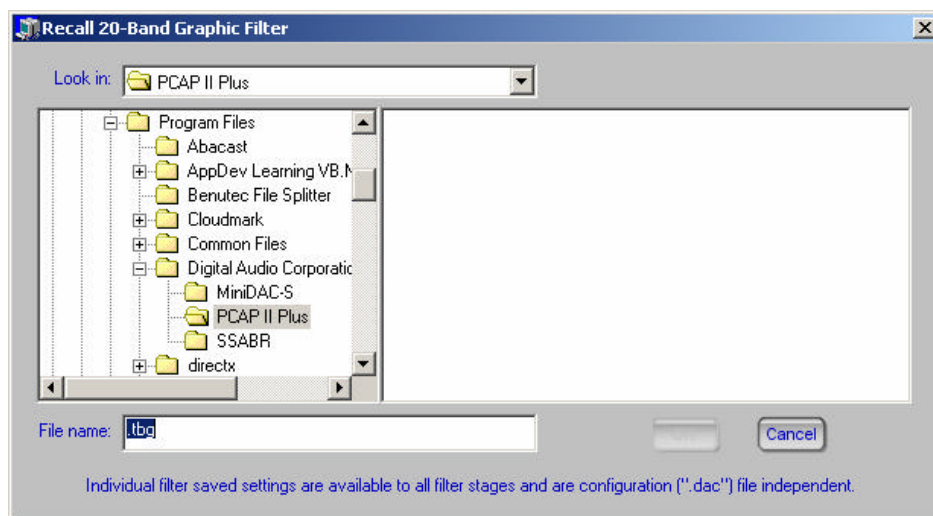 Recall 20-Band Graphic Filter
Look in: PCAP II Plus
Program Files
Abacast
AppDev Learning VB.N
Benutec File Splitter
Cloudmark
Common Files
Digital Audio Corporatic
MiniDAC-S
PCAP II Plus
SSABR
directx
File name: .tbg
Cancel
Individual filter saved settings are available to all filter stages and are configuration (".dac") file independent.